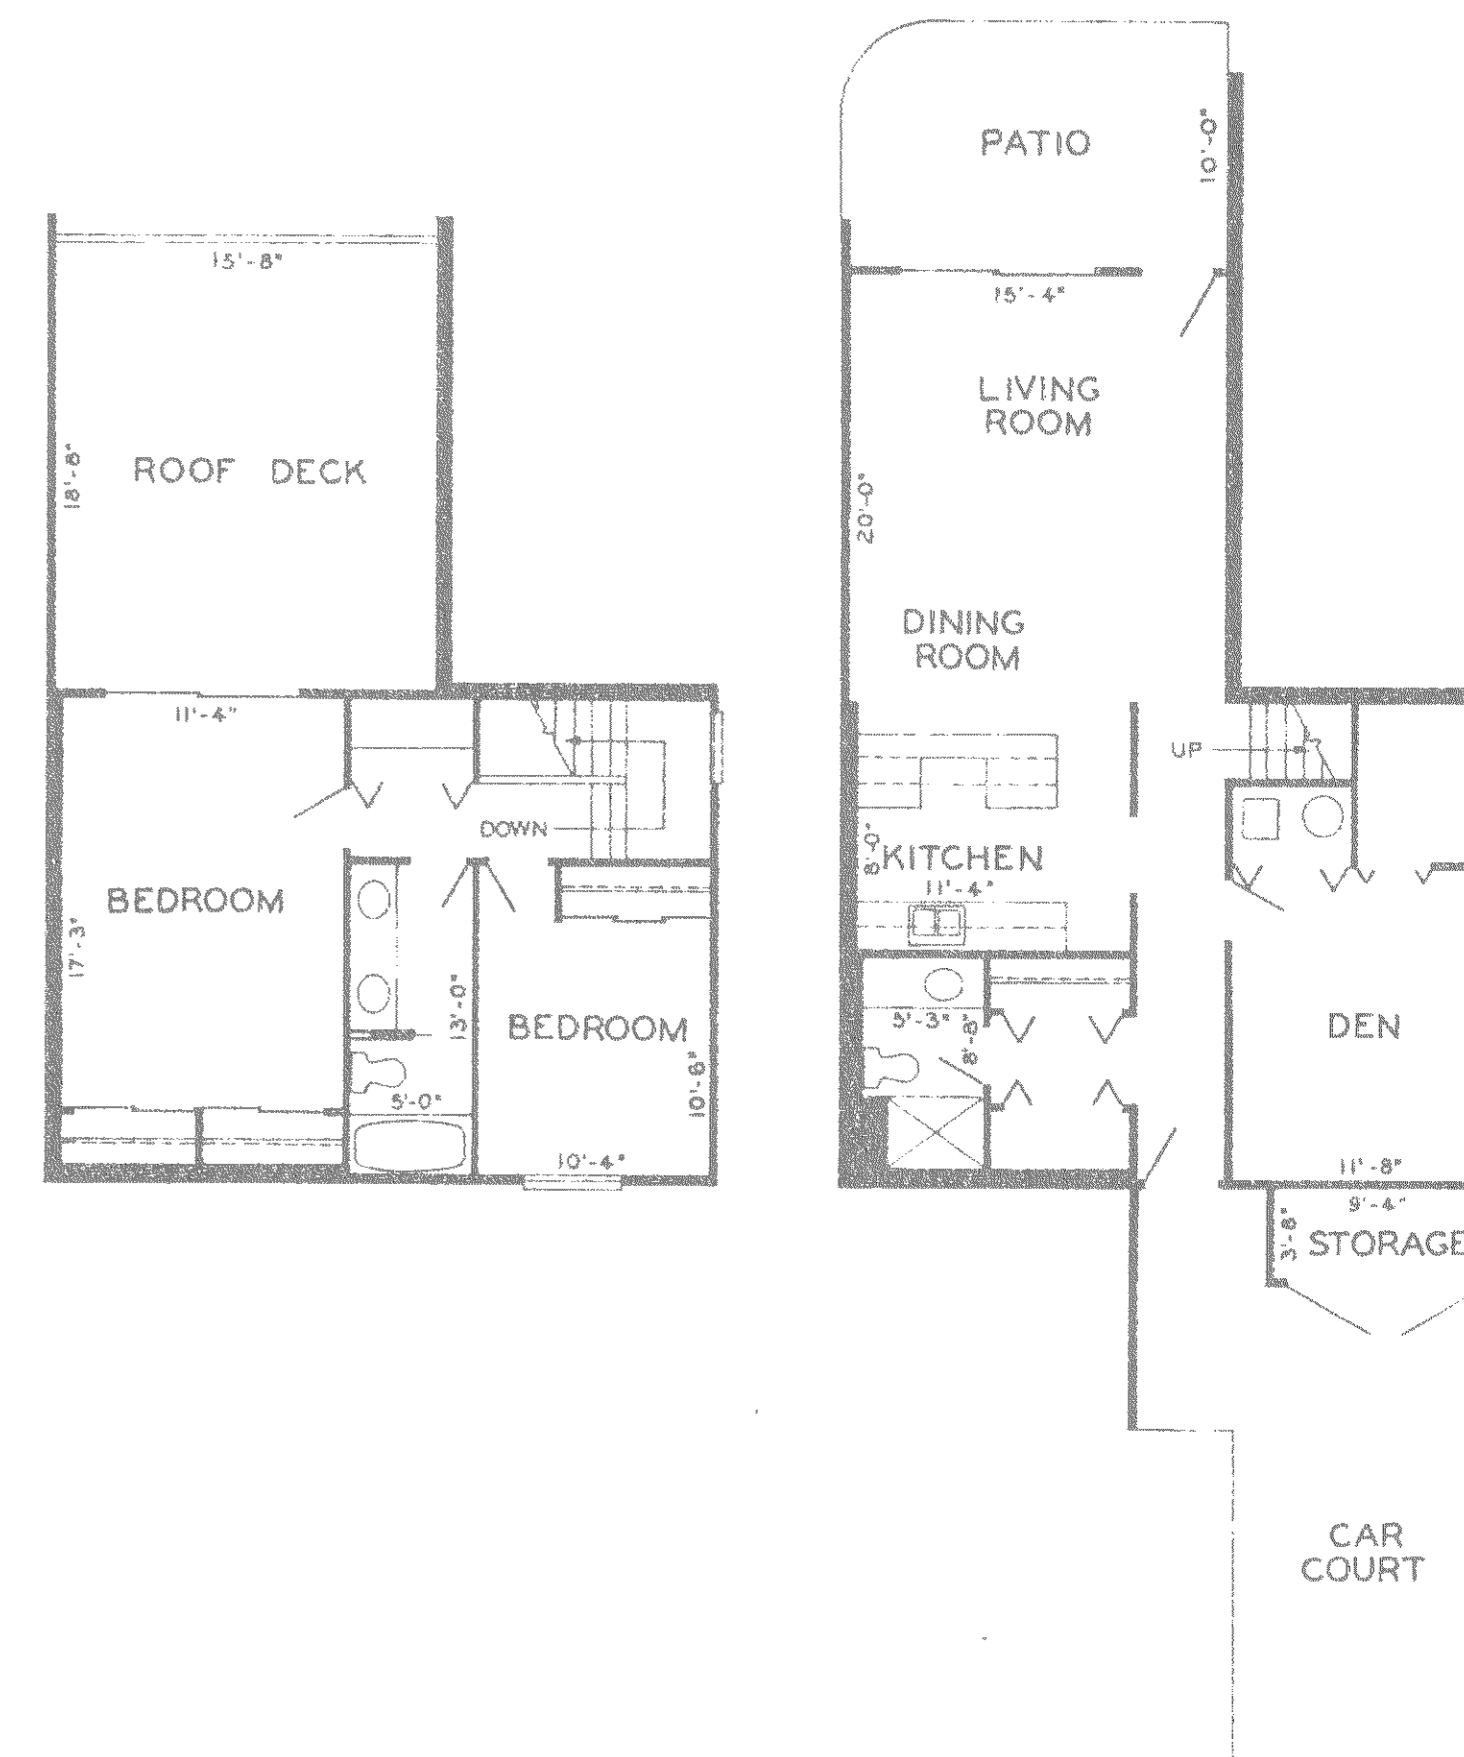 15'-8"
18'-8"
ROOF DECK
11'-4"
DOWN
BEDROOM
17'-3"
13'-0"
5'-0"
BEDROOM
10'-6"
10'-4"
PATIO
10'-0"
15'-4"
LIVING
ROOM
20'-0"
DINING
ROOM
UP
8'-0"
KITCHEN
11'-4"
5'-3"
8'-8"
DEN
11'-8"
9'-4"
3'-8"
STORAGE
CAR
COURT